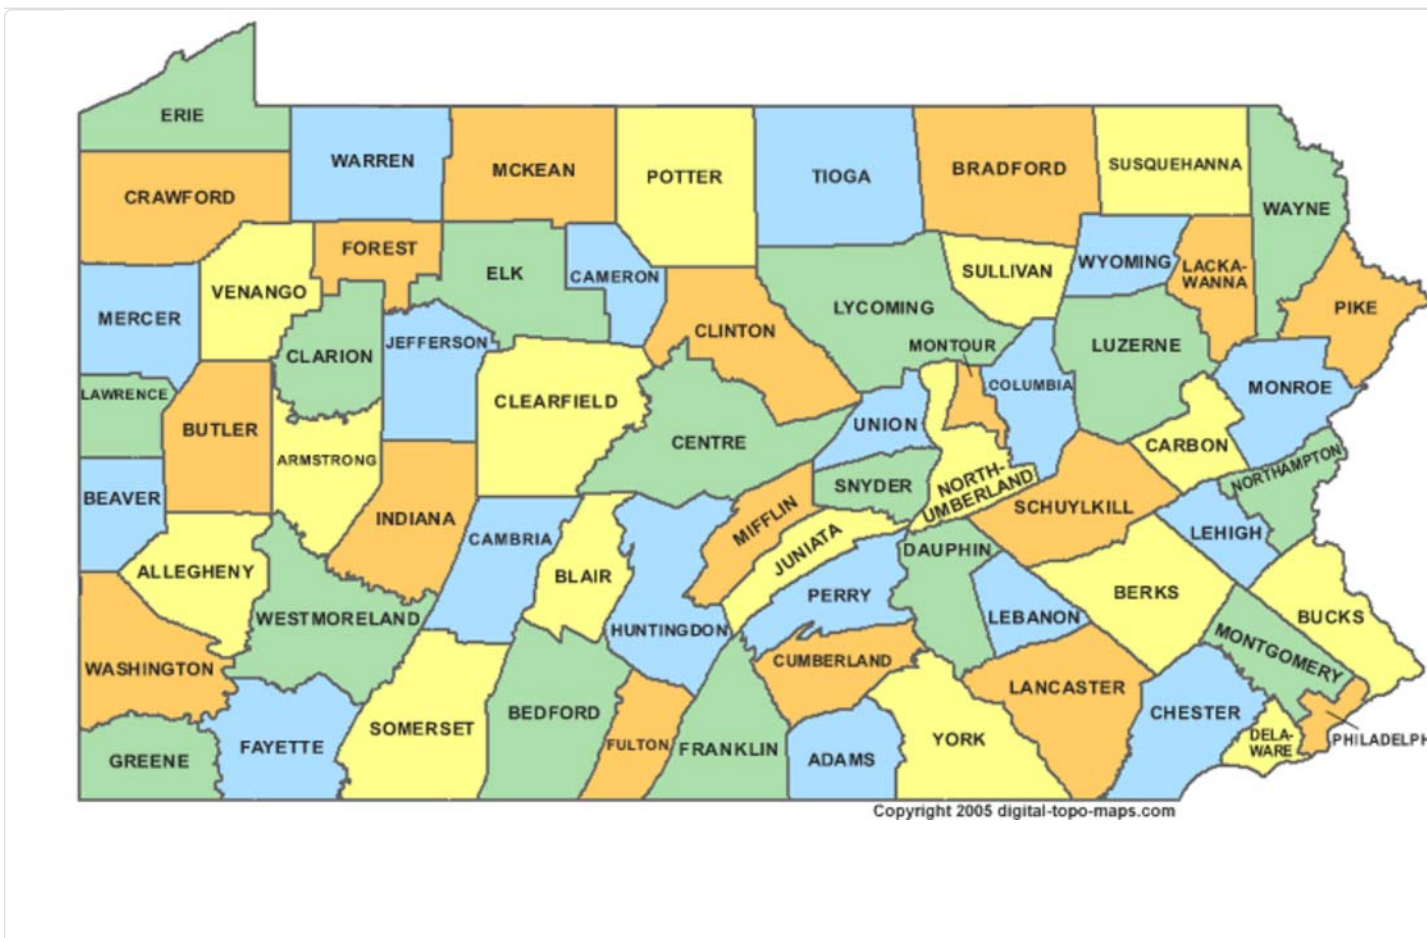 ERIE
WARREN
MCKEAN
POTTER
TIOGA
BRADFORD
SUSQUEHANNA
WAYNE
CRAWFORD
FOREST
ELK
CAMERON
SULLIVAN
WYOMING
LACKA-
WANNA
PIKE
MERCER
VENANGO
CLARION
JEFFERSON
CLINTON
LYCOMING
MONTOUR
COLUMBIA
LUZERNE
MONROE
LAWRENCE
BUTLER
ARMSTRONG
CLEARFIELD
CENTRE
UNION
CARBON
BEAVER
INDIANA
CAMBRIA
MIFFLIN
SNYDER
NORTH-
UMBERLAND
SCHUYLKILL
NORTHAMPTON
LEHIGH
ALLEGHENY
WESTMORELAND
BLAIR
HUNTINGDON
JUNIATA
PERRY
DAUPHIN
LEBANON
BERKS
BUCKS
WASHINGTON
CUMBERLAND
LANCASTER
MONTGOMERY
GREENE
FAYETTE
SOMERSET
BEDFORD
FULTON
FRANKLIN
ADAMS
YORK
CHESTER
DELA-
WARE
PHILADELPH
Copyright 2005 digital-topo-maps.com